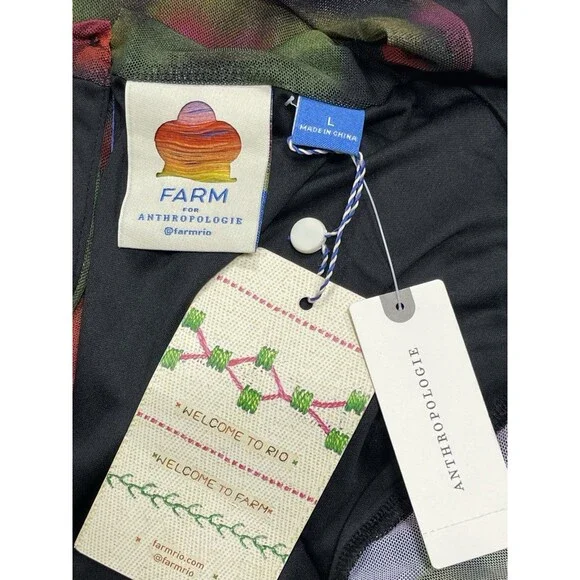 FARM
FOR
ANTHROPOLOGIE
@farmrio
L
MADE IN CHINA
WELCOME TO RIO
WELCOME TO FARM
farmrio.com
@farmrio
ANTHROPOLOGIE